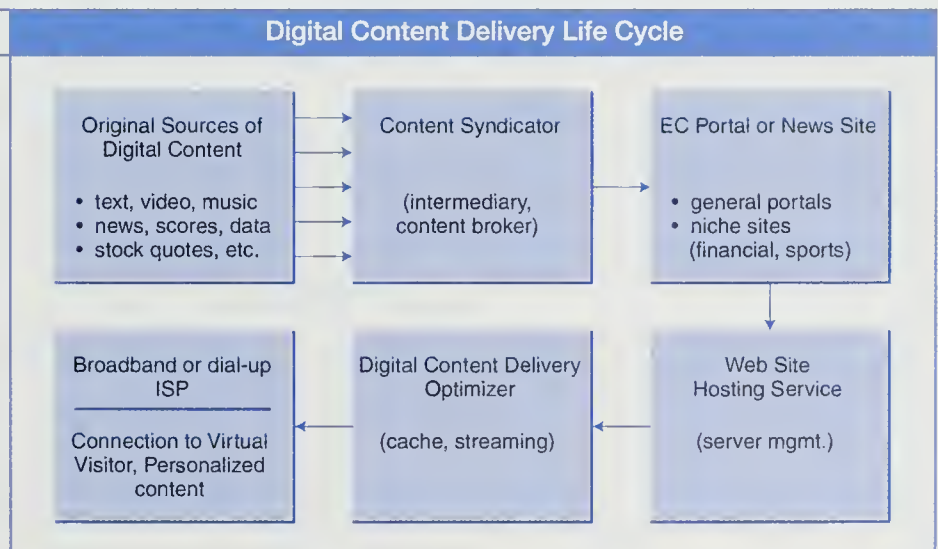 Digital Content Delivery Life Cycle
Original Sources of
Digital Content
• text, video, music
• news, scores, data
• stock quotes, etc.
Content Syndicator
(intermediary,
content broker)
EC Portal or News Site
• general portals
• niche sites
(financial, sports)
Broadband or dial-up
ISP
Connection to Virtual
Visitor, Personalized
content
Digital Content Delivery
Optimizer
(cache, streaming)
Web Site
Hosting Service
(server mgmt.)